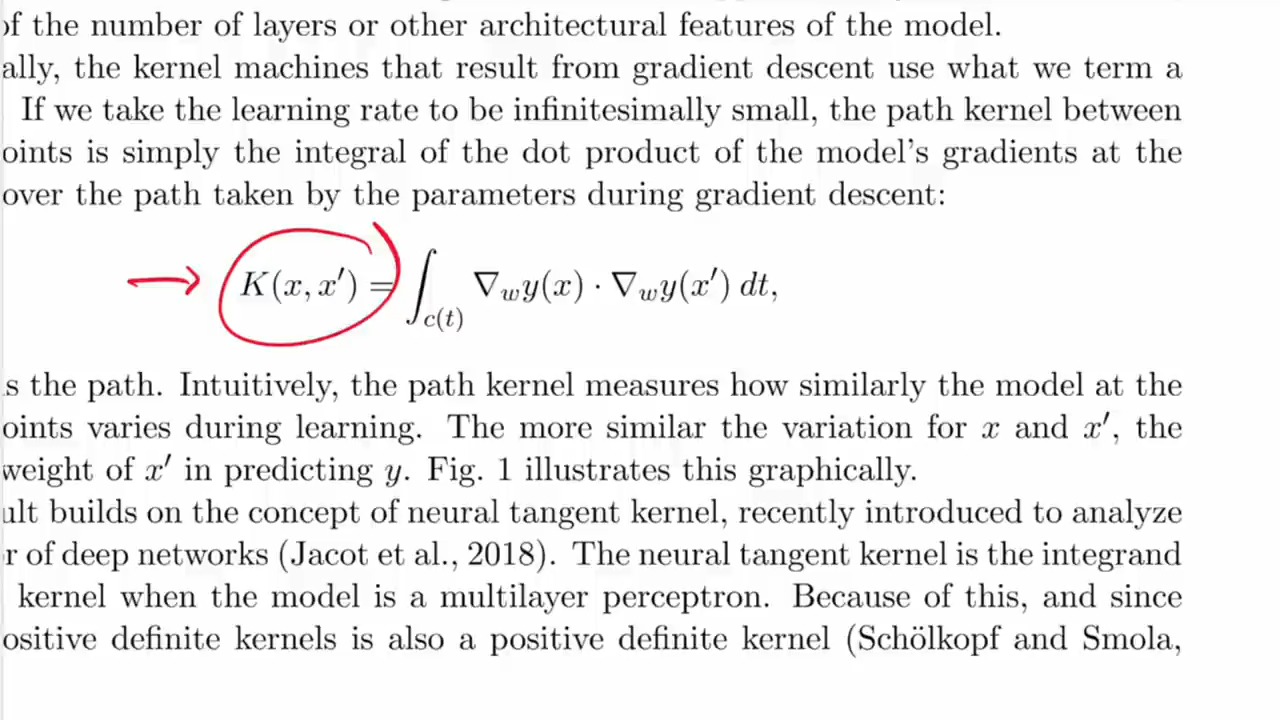 of the number of layers or other architectural features of the model.
ally, the kernel machines that result from gradient descent use what we term a
If we take the learning rate to be infinitesimally small, the path kernel between
oints is simply the integral of the dot product of the model's gradients at the
over the path taken by the parameters during gradient descent:
K(x, x′) = ∫_{c(t)} ∇_w y(x) · ∇_w y(x′) dt,
s the path. Intuitively, the path kernel measures how similarly the model at the
oints varies during learning. The more similar the variation for x and x′, the
weight of x′ in predicting y. Fig. 1 illustrates this graphically.
ult builds on the concept of neural tangent kernel, recently introduced to analyze
r of deep networks (Jacot et al., 2018). The neural tangent kernel is the integrand
kernel when the model is a multilayer perceptron. Because of this, and since
ositive definite kernels is also a positive definite kernel (Schölkopf and Smola,